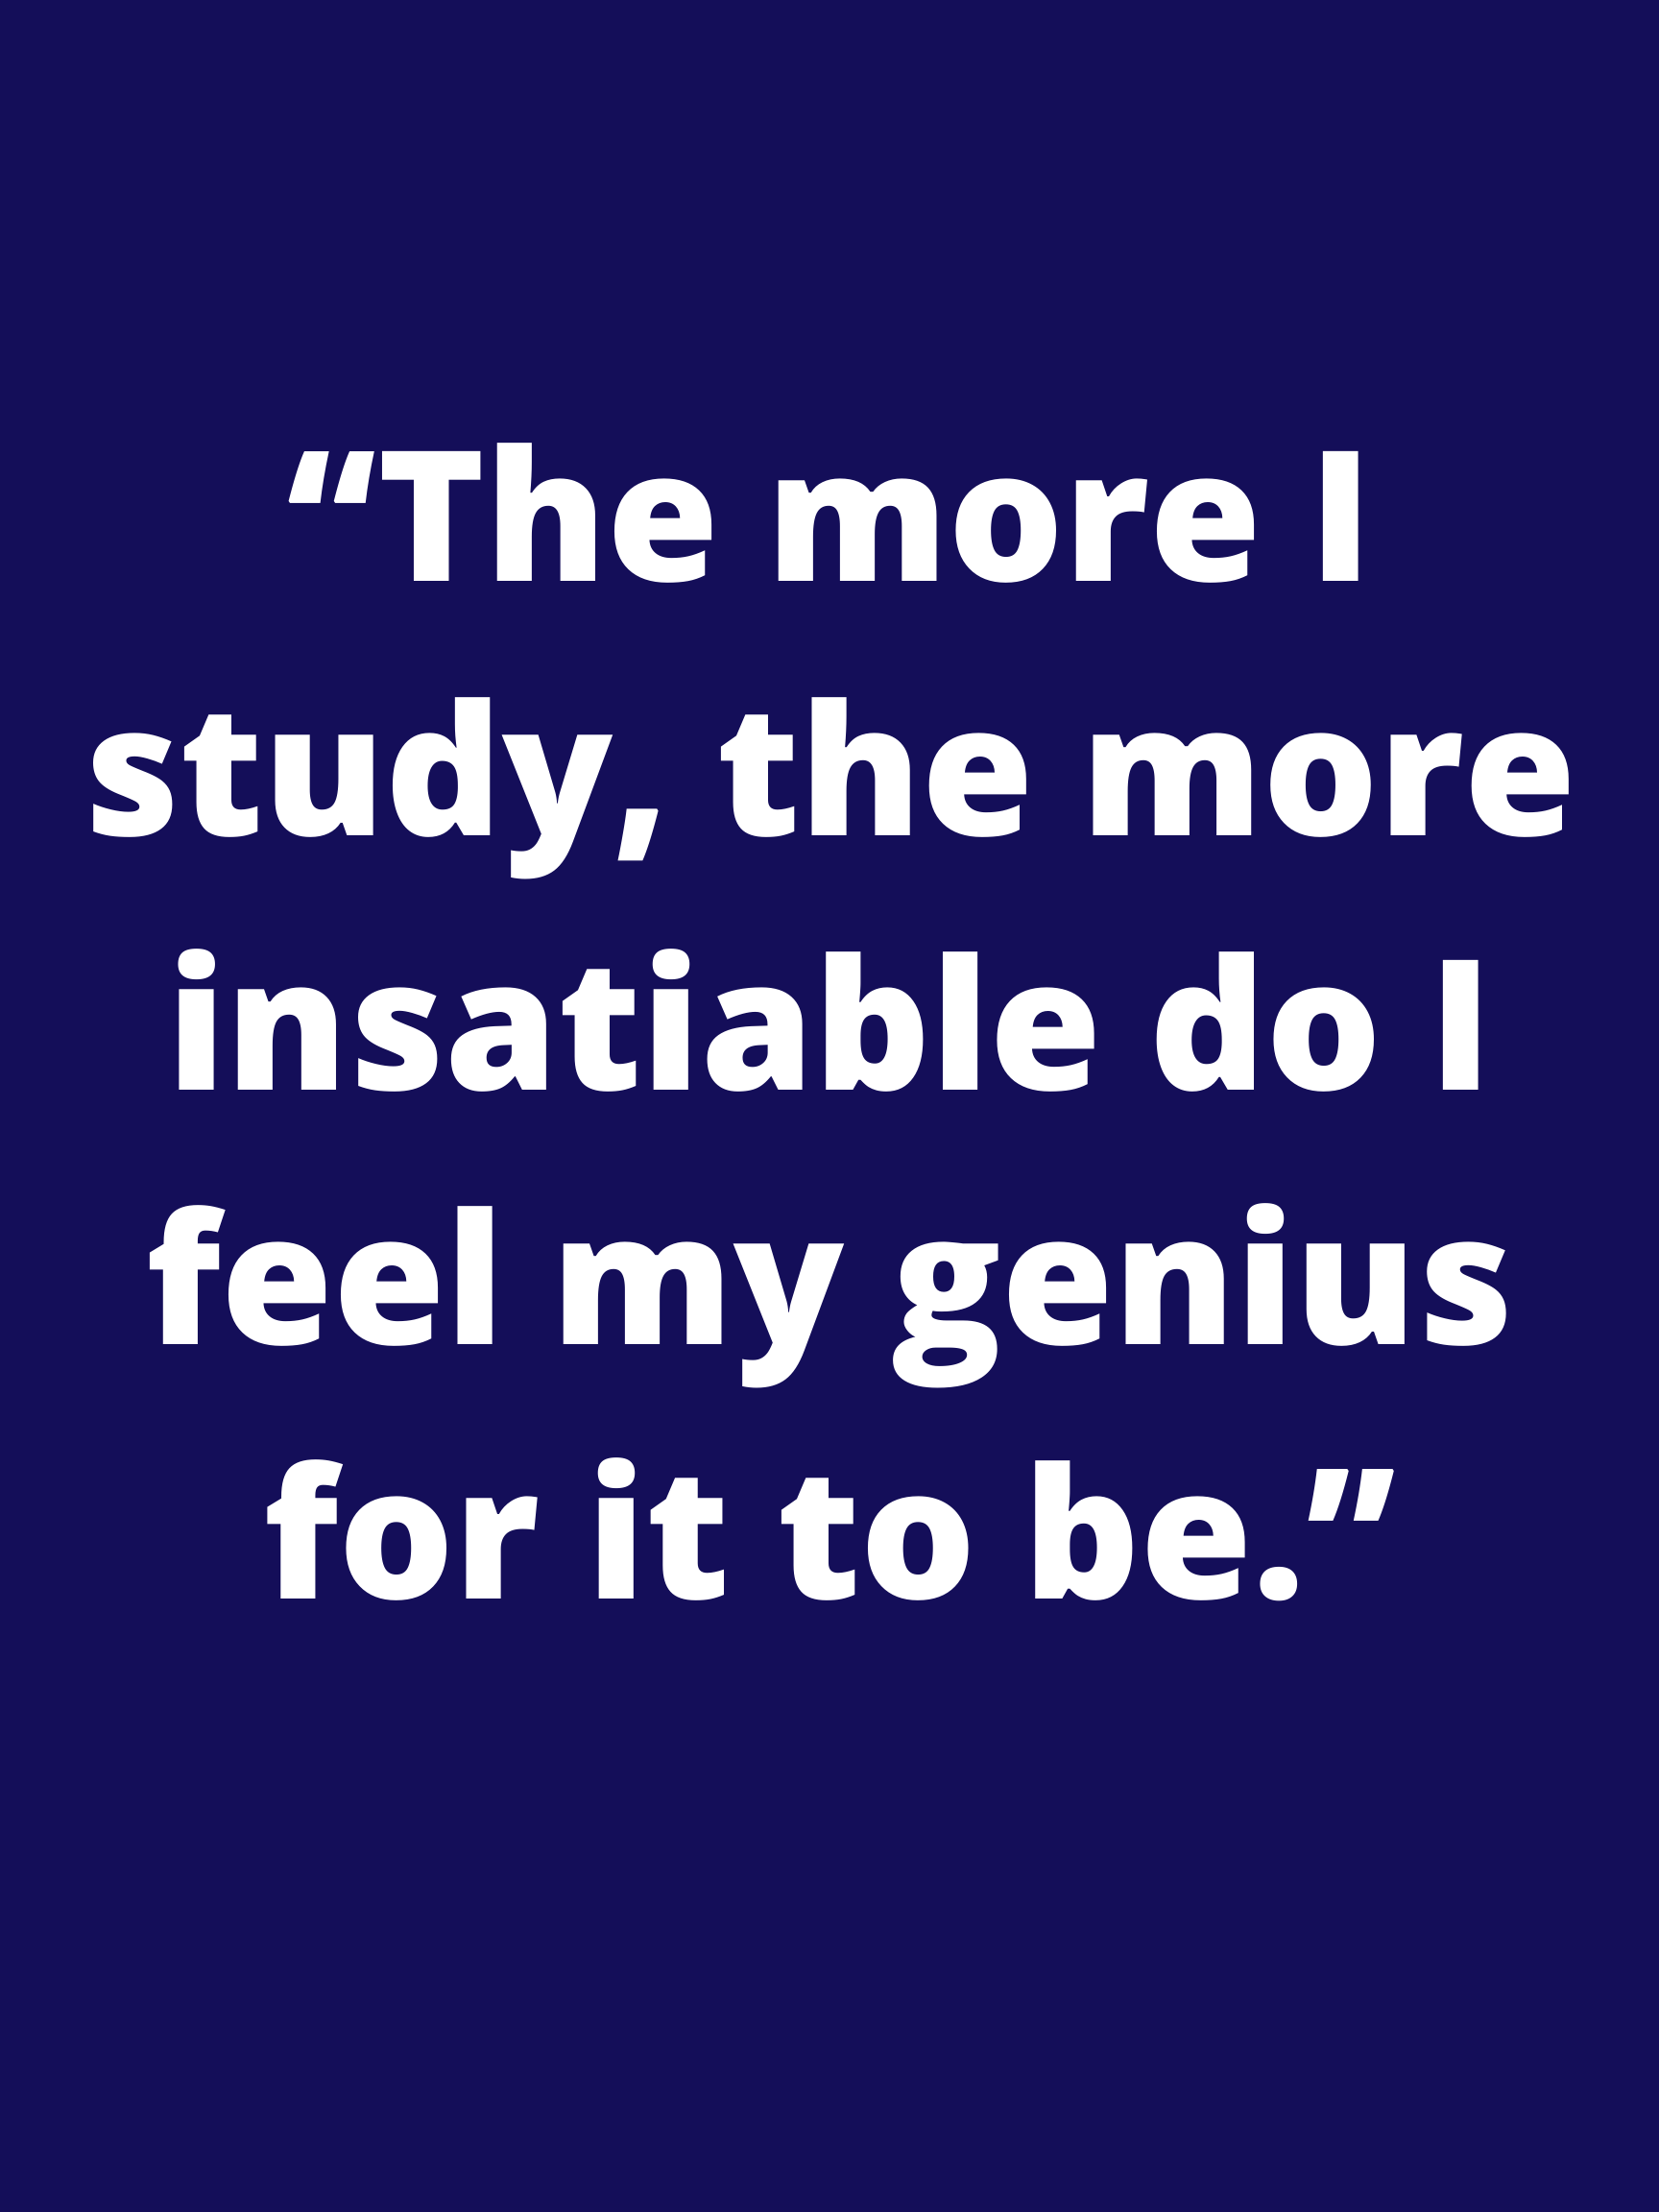 “The more I
study, the more
insatiable do I
feel my genius
for it to be.”